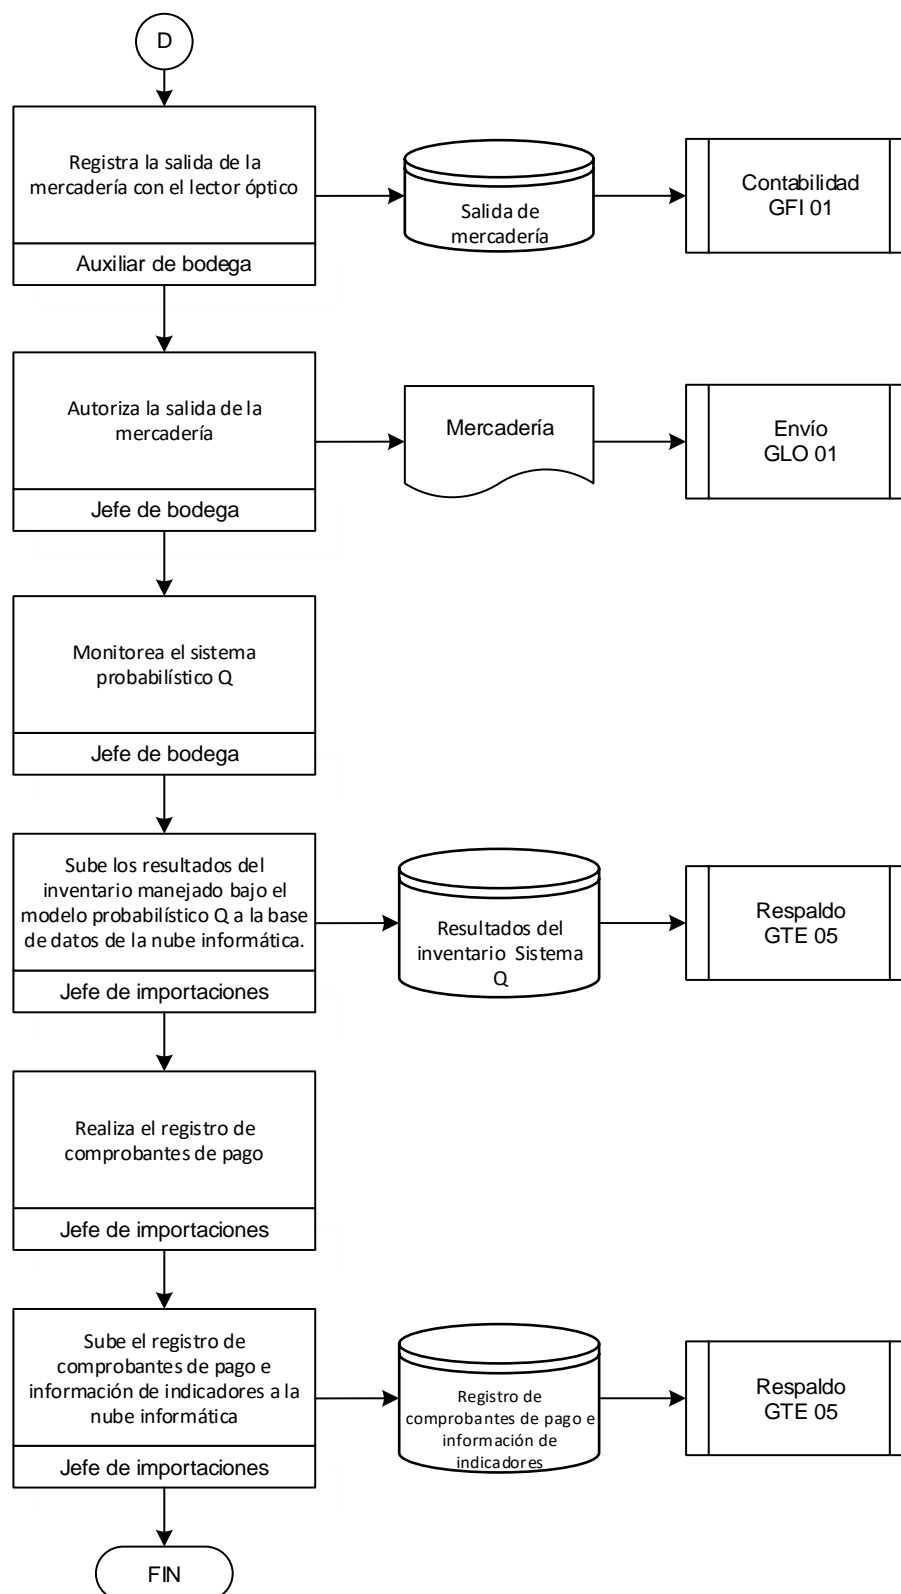 D
Registra la salida de la
mercadería con el lector óptico
Auxiliar de bodega
Salida de
mercadería
Contabilidad
GFI 01
Autoriza la salida de la
mercadería
Jefe de bodega
Mercadería
Envío
GLO 01
Monitorea el sistema
probabilístico Q
Jefe de bodega
Sube los resultados del
inventario manejado bajo el
modelo probabilístico Q a la base
de datos de la nube informática.
Jefe de importaciones
Resultados del
inventario Sistema
Q
Respaldo
GTE 05
Realiza el registro de
comprobantes de pago
Jefe de importaciones
Sube el registro de
comprobantes de pago e
información de indicadores a la
nube informática
Jefe de importaciones
Registro de
comprobantes de pago e
información de
indicadores
Respaldo
GTE 05
FIN